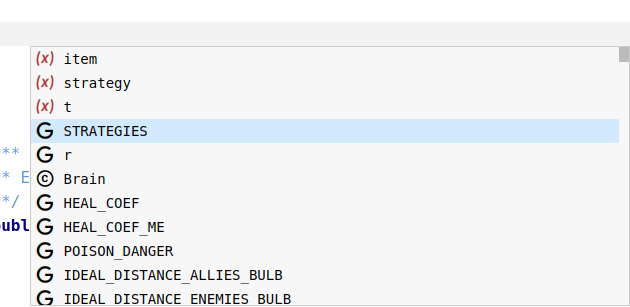 (x) item
(x) strategy
(x) t
G STRATEGIES
G r
** 
c Brain
* E
*/ G HEAL_COEF
ubl G HEAL_COEF_ME
G POISON_DANGER
G IDEAL_DISTANCE_ALLIES_BULB
G IDEAL_DISTANCE_ENEMIES_BULB